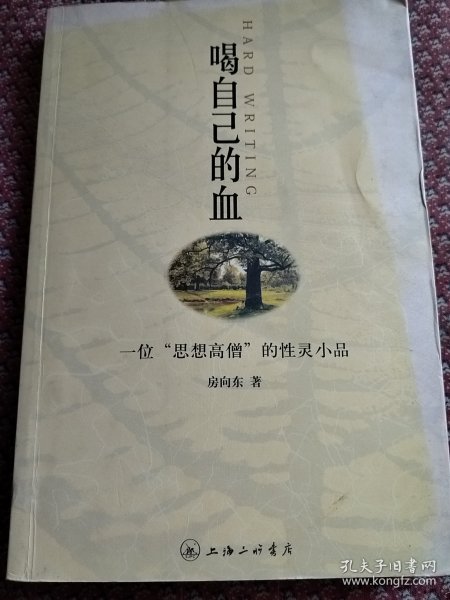 喝自己的血
HARD WRITING
一位“思想高僧”的性灵小品
房向东 著
上海三联书店
孔夫子旧书网
www.kongfz.com